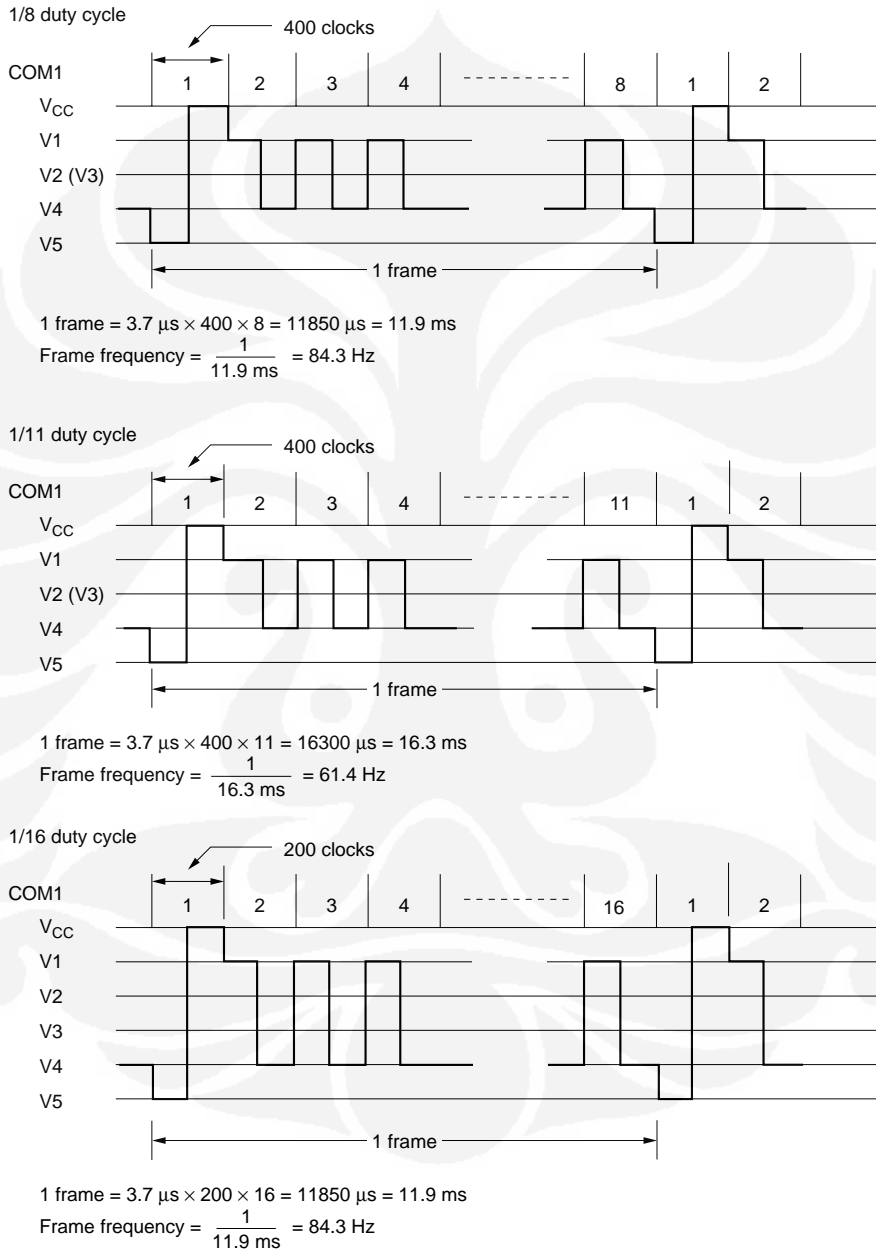 1/8 duty cycle
400 clocks
COM1
1 2 3 4 8 1 2
VCC
V1
V2 (V3)
V4
V5
1 frame
1 frame = 3.7 µs × 400 × 8 = 11850 µs = 11.9 ms
Frame frequency = 1 / 11.9 ms = 84.3 Hz
1/11 duty cycle
400 clocks
COM1
1 2 3 4 11 1 2
VCC
V1
V2 (V3)
V4
V5
1 frame
1 frame = 3.7 µs × 400 × 11 = 16300 µs = 16.3 ms
Frame frequency = 1 / 16.3 ms = 61.4 Hz
1/16 duty cycle
200 clocks
COM1
1 2 3 4 16 1 2
VCC
V1
V2
V3
V4
V5
1 frame
1 frame = 3.7 µs × 200 × 16 = 11850 µs = 11.9 ms
Frame frequency = 1 / 11.9 ms = 84.3 Hz